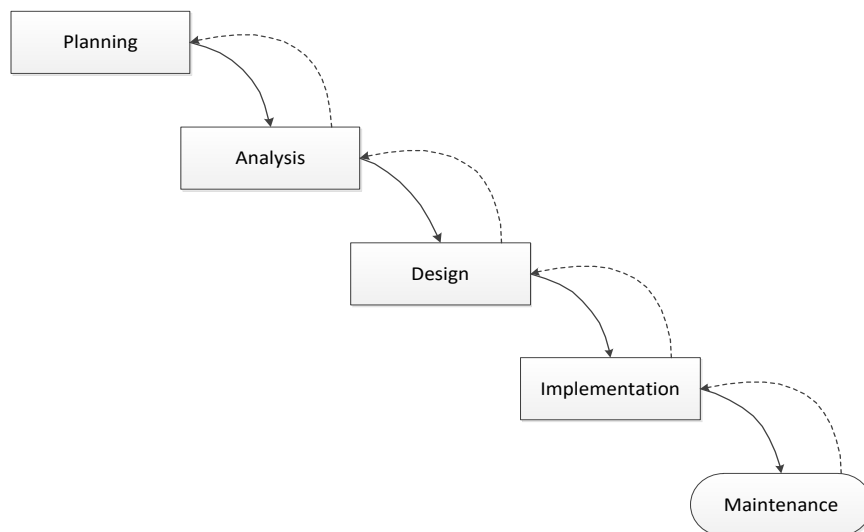 Planning
Analysis
Design
Implementation
Maintenance